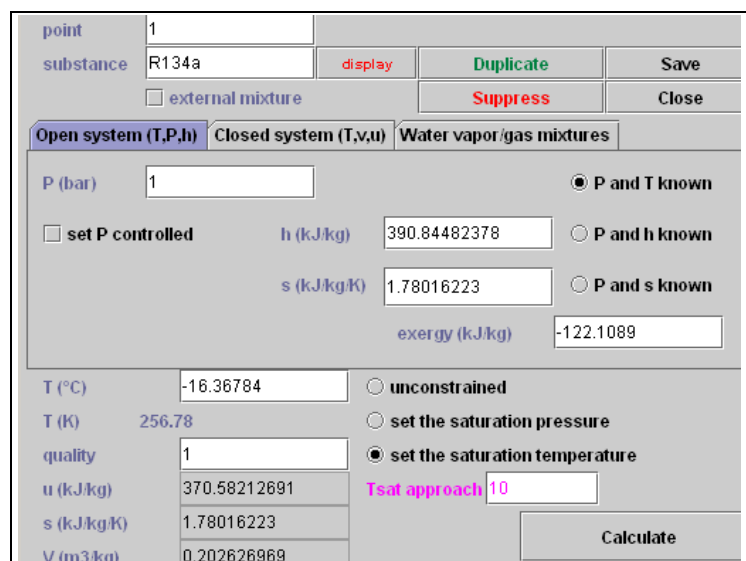 point 1
substance R134a display Duplicate Save
external mixture Suppress Close
Open system (T,P,h) Closed system (T,v,u) Water vapor/gas mixtures
P (bar) 1 P and T known
set P controlled h (kJ/kg) 390.84482378 P and h known
s (kJ/kg/K) 1.78016223 P and s known
exergy (kJ/kg) -122.1089
T (°C) -16.36784 unconstrained
T (K) 256.78 set the saturation pressure
quality 1 set the saturation temperature
u (kJ/kg) 370.58212691 Tsat approach 10
s (kJ/kg/K) 1.78016223 Calculate
V (m3/kg) 0.202626969